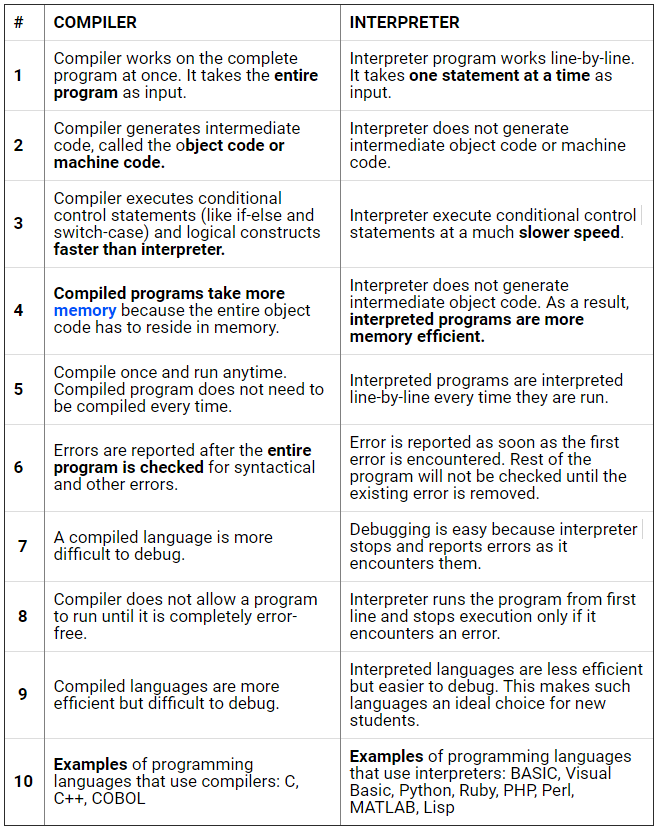 # COMPILER INTERPRETER
1
Compiler works on the complete
program at once. It takes the entire
program as input.
Interpreter program works line-by-line.
It takes one statement at a time as
input.
2
Compiler generates intermediate
code, called the object code or
machine code.
Interpreter does not generate
intermediate object code or machine
code.
3
Compiler executes conditional
control statements (like if-else and
switch-case) and logical constructs
faster than interpreter.
Interpreter execute conditional control
statements at a much slower speed.
4
Compiled programs take more
memory because the entire object
code has to reside in memory.
Interpreter does not generate
intermediate object code. As a result,
interpreted programs are more
memory efficient.
5
Compile once and run anytime.
Compiled program does not need to
be compiled every time.
Interpreted programs are interpreted
line-by-line every time they are run.
6
Errors are reported after the entire
program is checked for syntactical
and other errors.
Error is reported as soon as the first
error is encountered. Rest of the
program will not be checked until the
existing error is removed.
7
A compiled language is more
difficult to debug.
Debugging is easy because interpreter
stops and reports errors as it
encounters them.
8
Compiler does not allow a program
to run until it is completely error-
free.
Interpreter runs the program from first
line and stops execution only if it
encounters an error.
9
Compiled languages are more
efficient but difficult to debug.
Interpreted languages are less efficient
but easier to debug. This makes such
languages an ideal choice for new
students.
10
Examples of programming
languages that use compilers: C,
C++, COBOL
Examples of programming languages
that use interpreters: BASIC, Visual
Basic, Python, Ruby, PHP, Perl,
MATLAB, Lisp